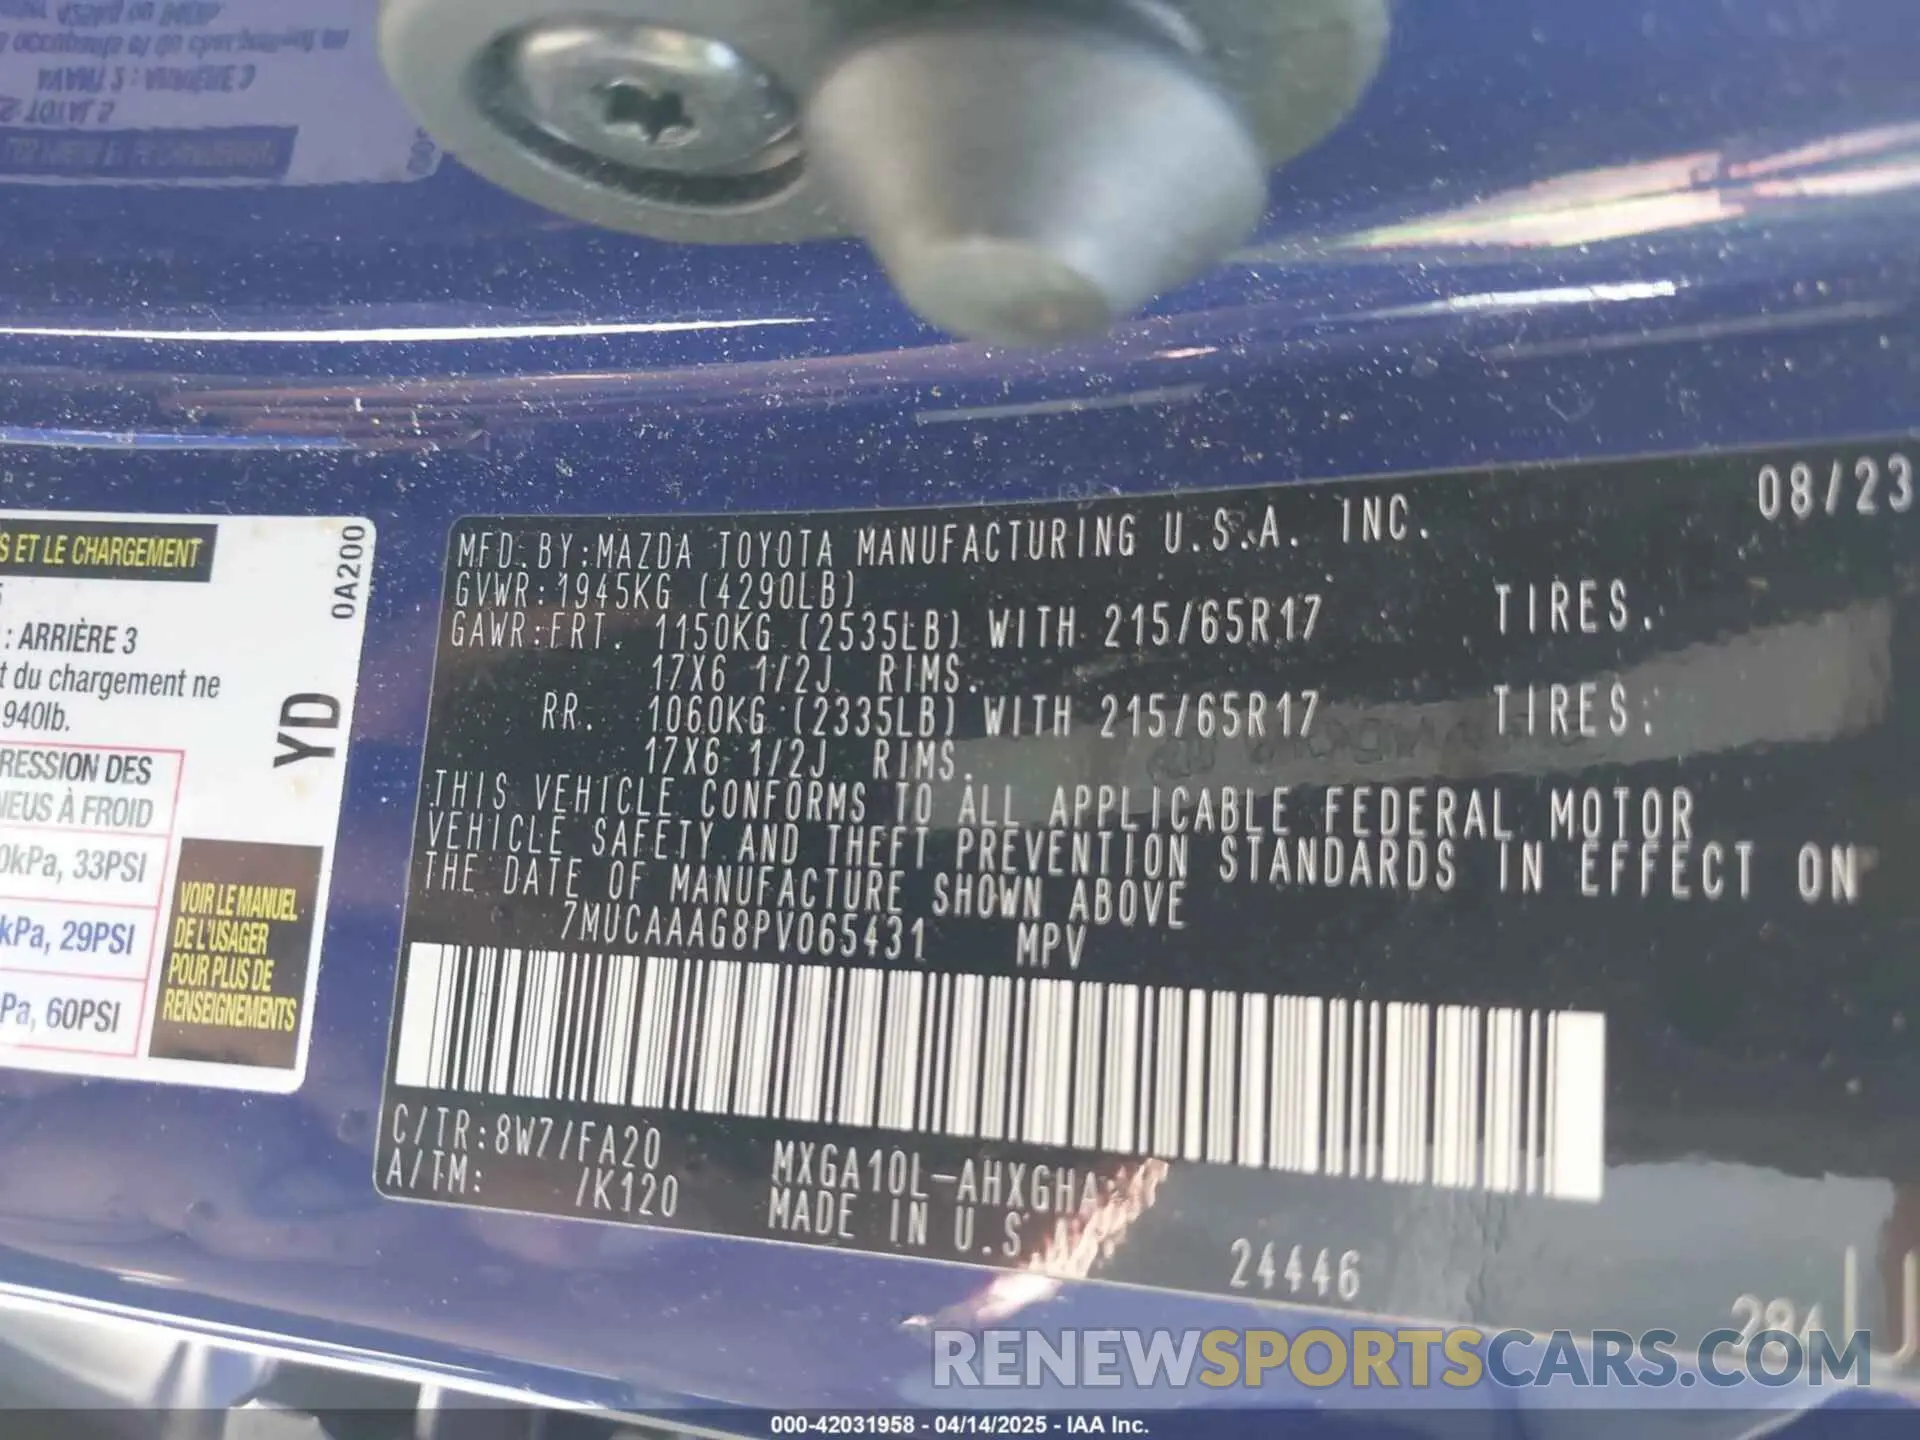 08/23
MFD. BY:MAZDA TOYOTA MANUFACTURING U.S.A. INC.
GVWR:1945KG (4290LB)
GAWR:FRT. 1150KG (2535LB) WITH 215/65R17 TIRES.
17X6 1/2J RIMS.
RR. 1060KG (2335LB) WITH 215/65R17 TIRES.
17X6 1/2J RIMS.
THIS VEHICLE CONFORMS TO ALL APPLICABLE FEDERAL MOTOR
VEHICLE SAFETY AND THEFT PREVENTION STANDARDS IN EFFECT ON
THE DATE OF MANUFACTURE SHOWN ABOVE
7MUCAAAG8PV065431 MPV
C/TR:8W7/FA20 MXGA10L-AHXGHA
A/TM: /K120 MADE IN U.S.A.
24446
S ET LE CHARGEMENT
0A200
: ARRIÈRE 3
t du chargement ne
940lb.
YD
RESSION DES
NEUS À FROID
0kPa, 33PSI
kPa, 29PSI
Pa, 60PSI
VOIR LE MANUEL
DE L'USAGER
POUR PLUS DE
RENSEIGNEMENTS
RENEWSPORTSCARS.COM
000-42031958 - 04/14/2025 - IAA Inc.